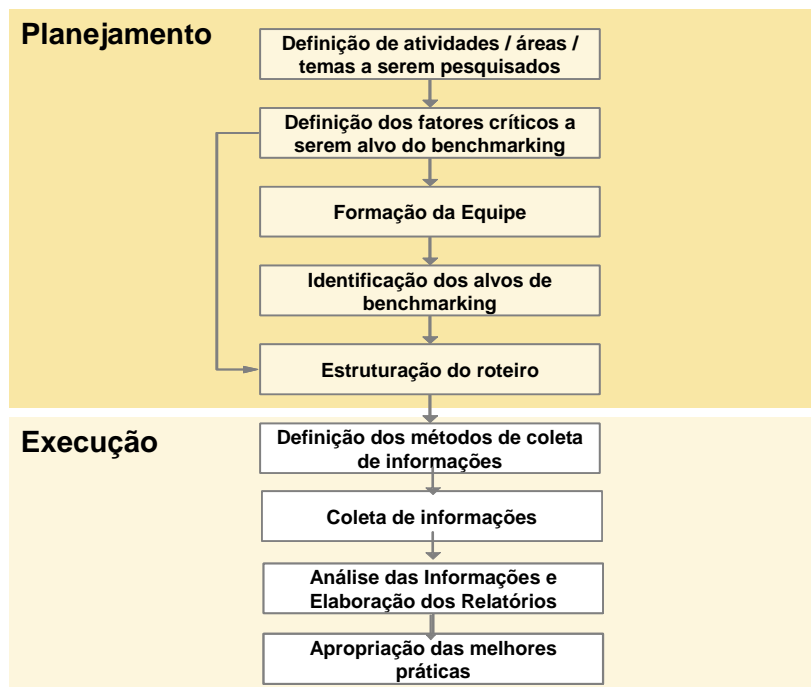 Planejamento
Definição de atividades / áreas /
temas a serem pesquisados
Definição dos fatores críticos a
serem alvo do benchmarking
Formação da Equipe
Identificação dos alvos de
benchmarking
Estruturação do roteiro
Execução
Definição dos métodos de coleta
de informações
Coleta de informações
Análise das Informações e
Elaboração dos Relatórios
Apropriação das melhores
práticas